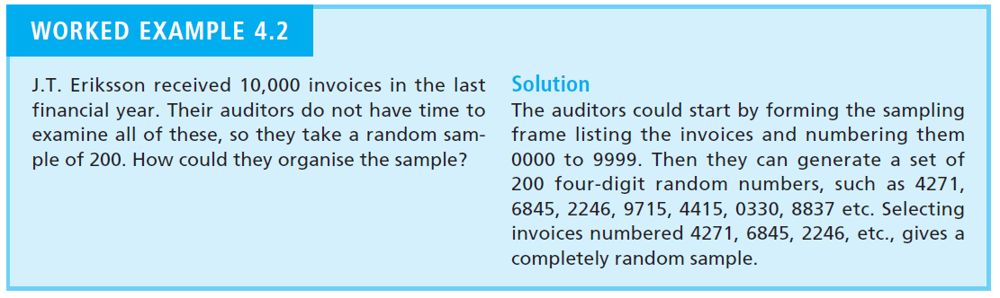 WORKED EXAMPLE 4.2
J.T. Eriksson received 10,000 invoices in the last
financial year. Their auditors do not have time to
examine all of these, so they take a random sam-
ple of 200. How could they organise the sample?
Solution
The auditors could start by forming the sampling
frame listing the invoices and numbering them
0000 to 9999. Then they can generate a set of
200 four-digit random numbers, such as 4271,
6845, 2246, 9715, 4415, 0330, 8837 etc. Selecting
invoices numbered 4271, 6845, 2246, etc., gives a
completely random sample.